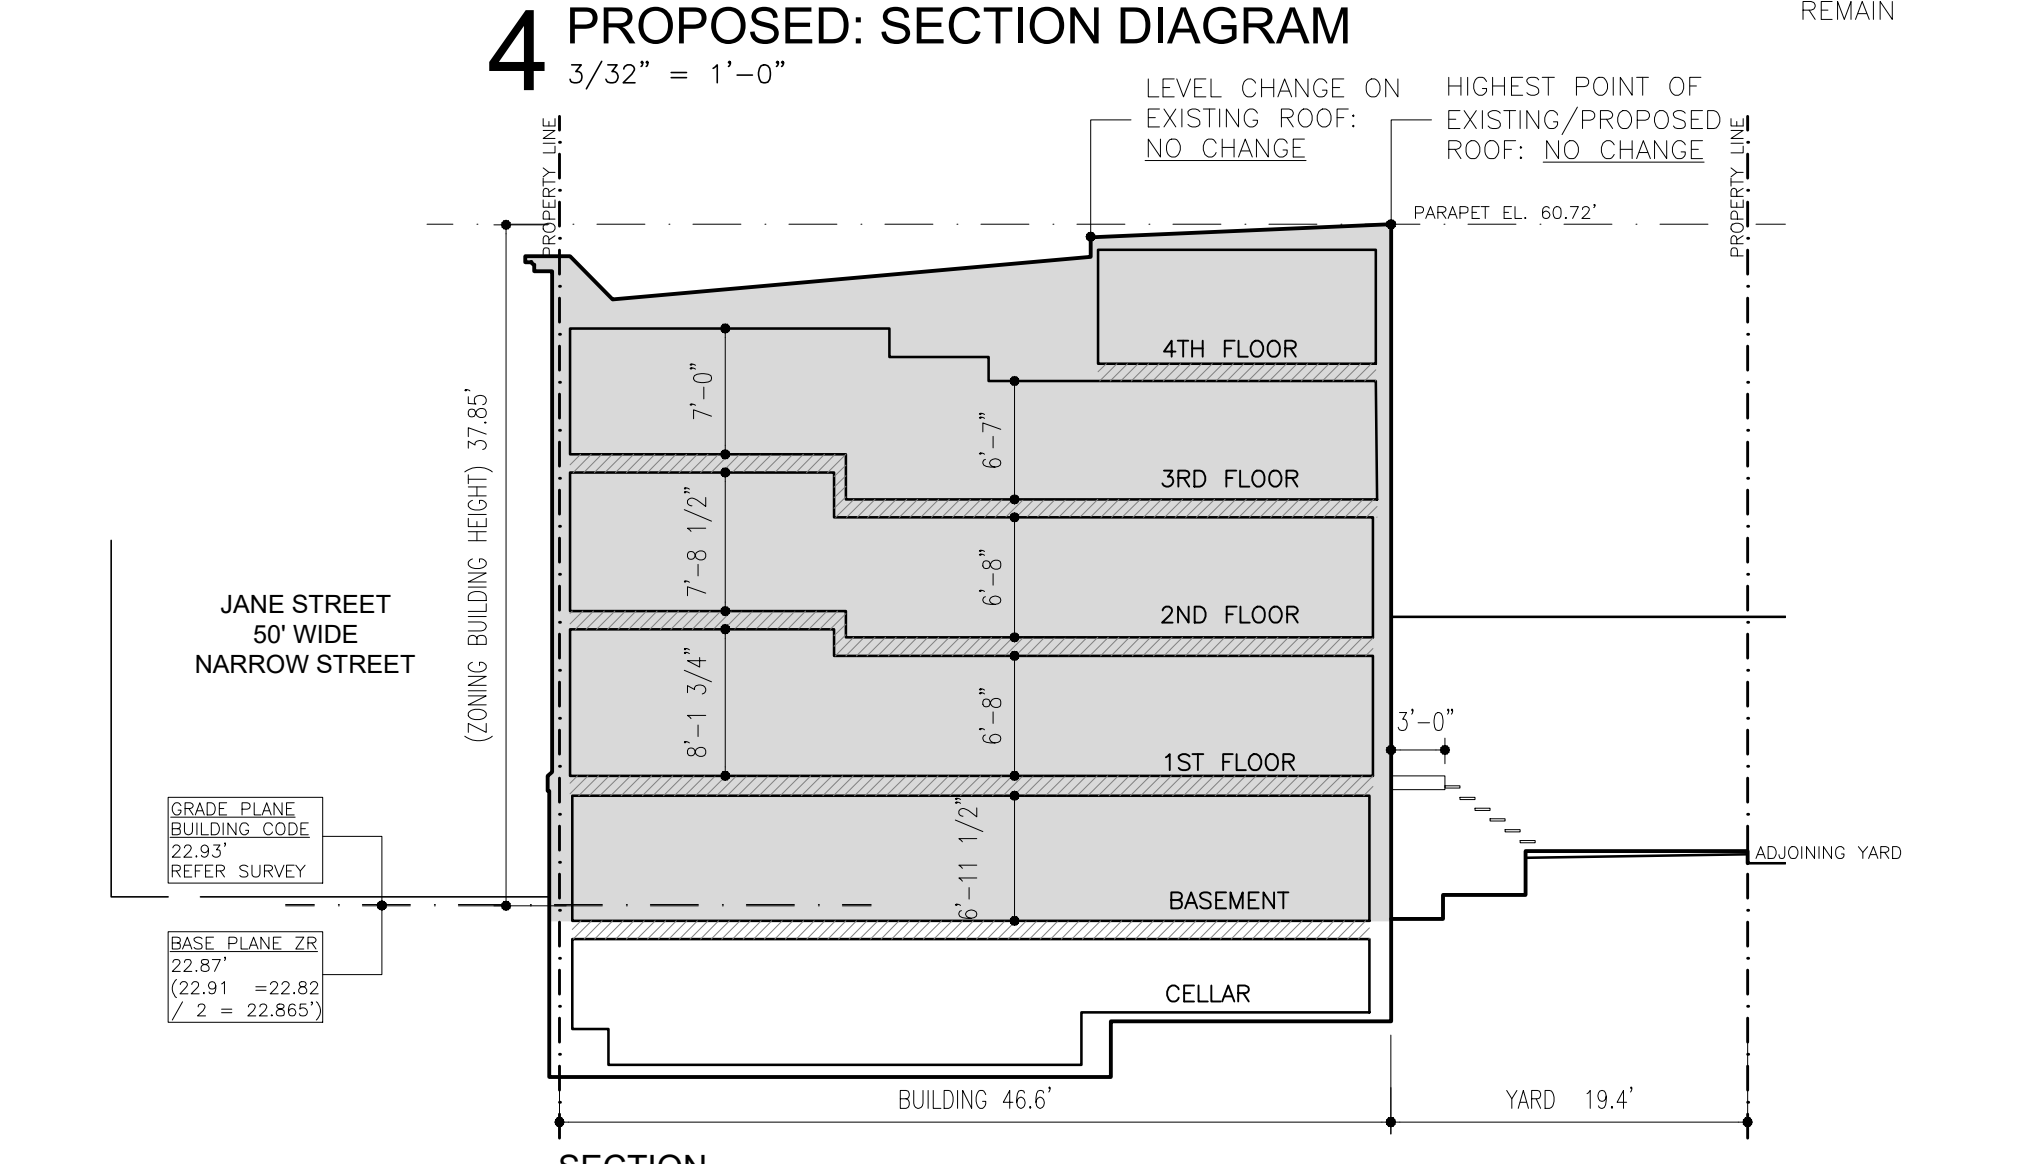 4 PROPOSED: SECTION DIAGRAM
3/32" = 1'-0"
REMAIN
LEVEL CHANGE ON
EXISTING ROOF:
NO CHANGE
HIGHEST POINT OF
EXISTING/PROPOSED
ROOF: NO CHANGE
PROPERTY LINE
PROPERTY LINE
PARAPET EL. 60.72'
(ZONING BUILDING HEIGHT) 37.85'
4TH FLOOR
7'-0"
6'-7"
3RD FLOOR
7'-8 1/2"
6'-8"
2ND FLOOR
JANE STREET
50' WIDE
NARROW STREET
8'-1 3/4"
6'-8"
1ST FLOOR
3'-0"
GRADE PLANE
BUILDING CODE
22.93'
REFER SURVEY
6'-11 1/2"
BASEMENT
ADJOINING YARD
BASE PLANE ZR
22.87'
(22.91 =22.82
/ 2 = 22.865')
CELLAR
BUILDING 46.6'
YARD 19.4'
SECTION